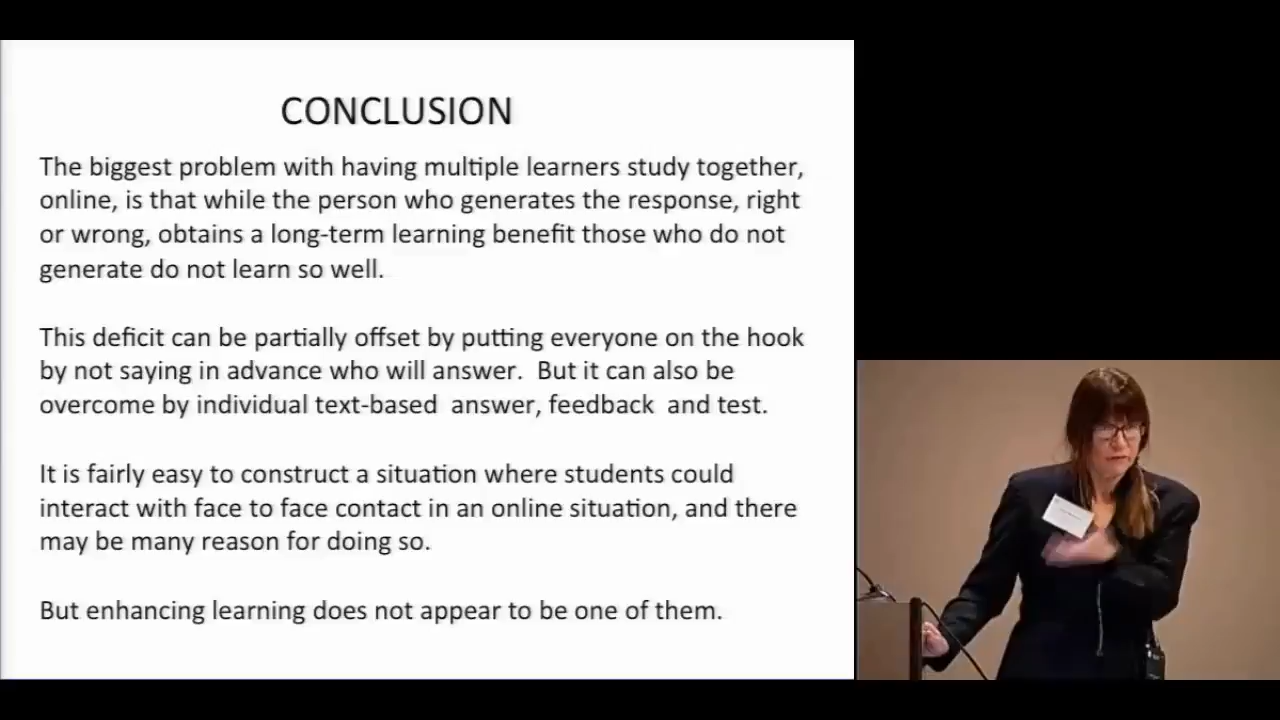 CONCLUSION
The biggest problem with having multiple learners study together,
online, is that while the person who generates the response, right
or wrong, obtains a long-term learning benefit those who do not
generate do not learn so well.
This deficit can be partially offset by putting everyone on the hook
by not saying in advance who will answer.  But it can also be
overcome by individual text-based  answer, feedback  and test.
It is fairly easy to construct a situation where students could
interact with face to face contact in an online situation, and there
may be many reason for doing so.
But enhancing learning does not appear to be one of them.